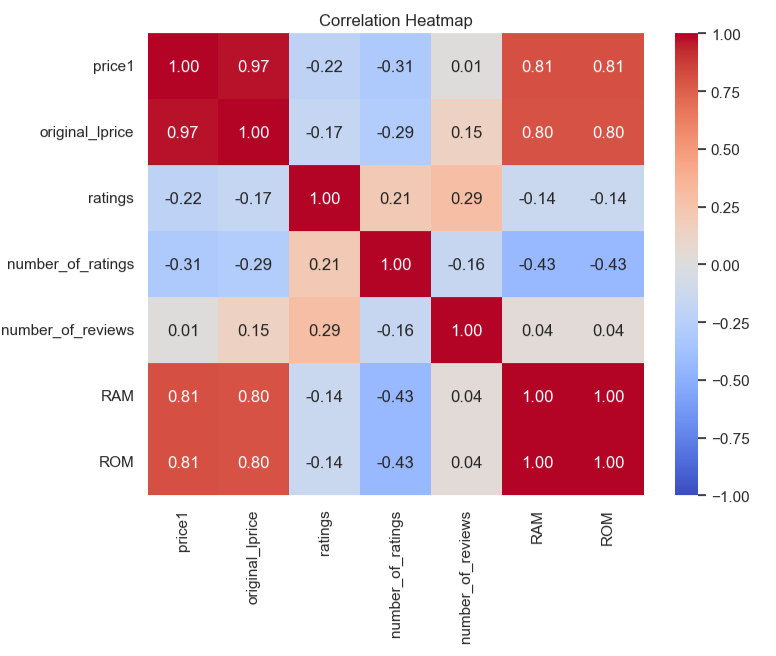 Correlation Heatmap
price1 1.00 0.97 -0.22 -0.31 0.01 0.81 0.81
original_lprice 0.97 1.00 -0.17 -0.29 0.15 0.80 0.80
ratings -0.22 -0.17 1.00 0.21 0.29 -0.14 -0.14
number_of_ratings -0.31 -0.29 0.21 1.00 -0.16 -0.43 -0.43
number_of_reviews 0.01 0.15 0.29 -0.16 1.00 0.04 0.04
RAM 0.81 0.80 -0.14 -0.43 0.04 1.00 1.00
ROM 0.81 0.80 -0.14 -0.43 0.04 1.00 1.00
price1
original_lprice
ratings
number_of_ratings
number_of_reviews
RAM
ROM
1.00
0.75
0.50
0.25
0.00
−0.25
−0.50
−0.75
−1.00